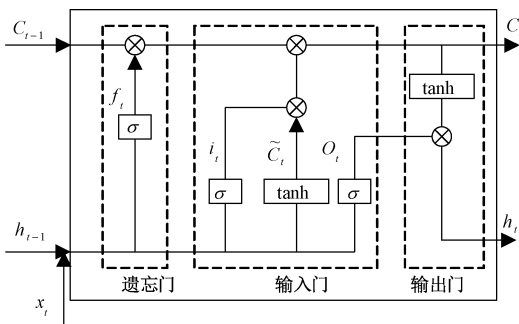 C_{t-1}
C
f_t
tanh
σ
i_t
\tilde{C}_t
O_t
σ
tanh
σ
h_{t-1}
h_t
x_t
遗忘门
输入门
输出门